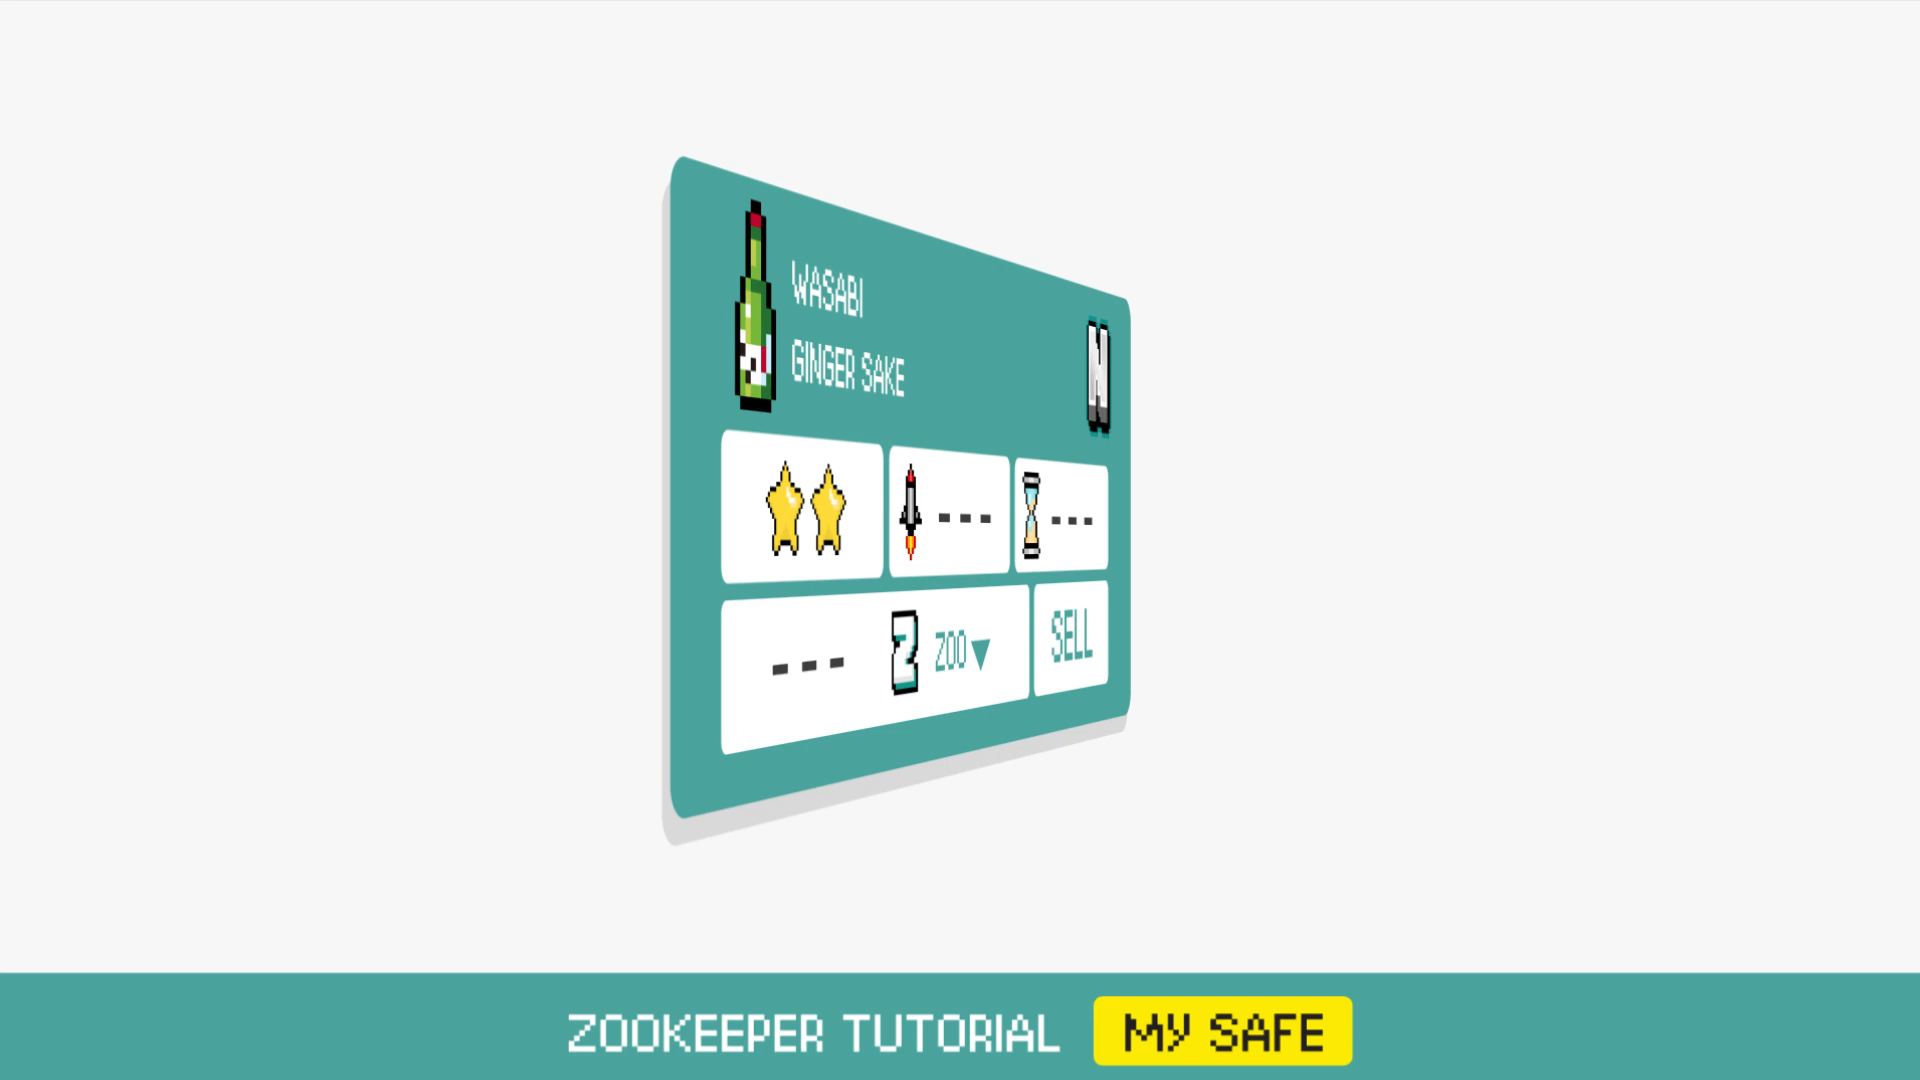 WASABI
GINGER SAKE
N
--- ---
--- Z ZOO▼ SELL
ZOOKEEPER TUTORIAL MY SAFE